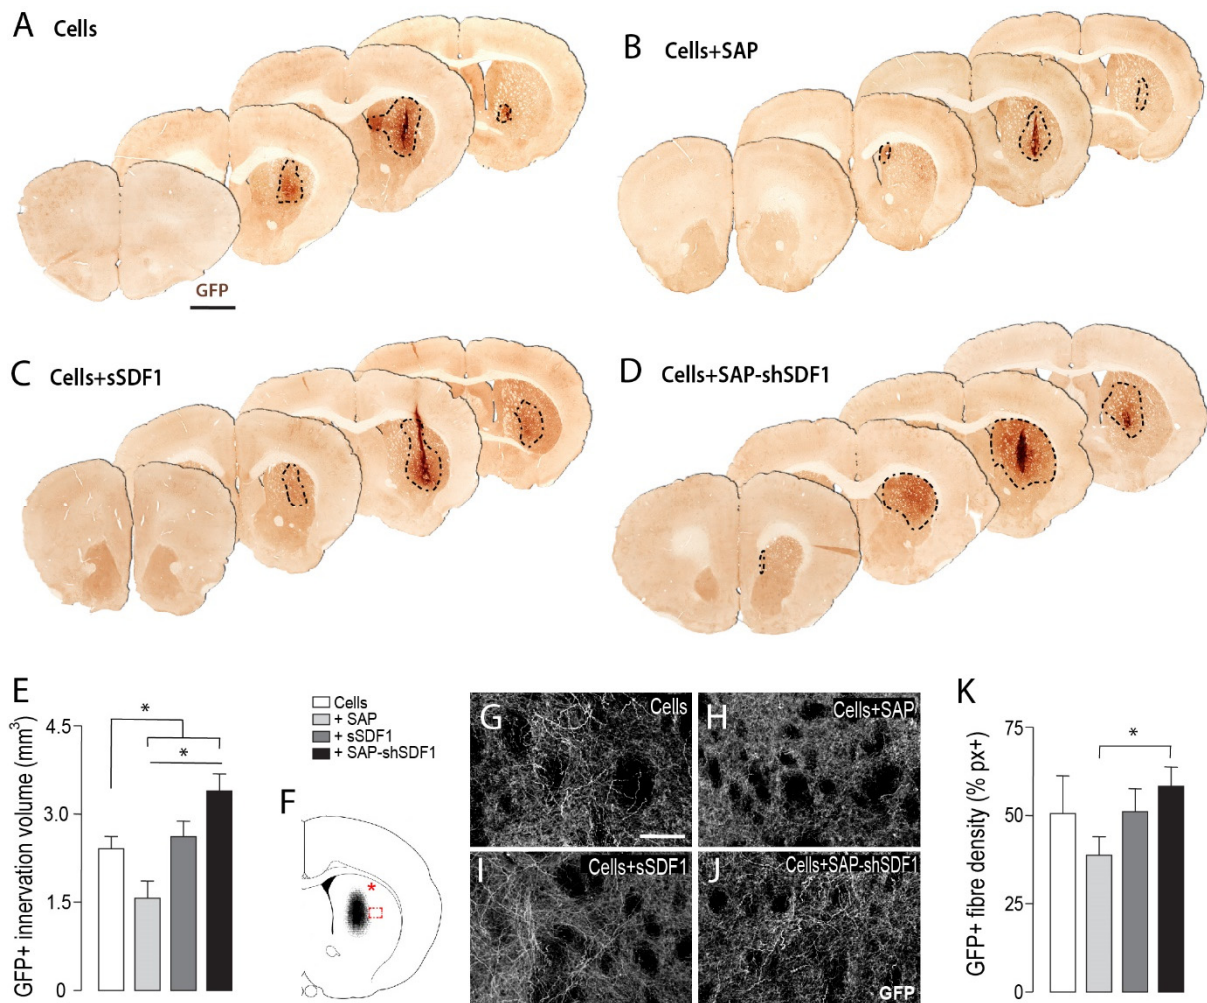 A Cells
B Cells+SAP
GFP
C Cells+sSDF1
D Cells+SAP-shSDF1
E
GFP+ innervation volume (mm³)
4.5
3.0
1.5
0
*
*
Cells
+ SAP
+ sSDF1
+ SAP-shSDF1
F
*
G Cells
H Cells+SAP
I Cells+sSDF1
J Cells+SAP-shSDF1
GFP
K
GFP+ fibre density (% px+)
75
50
25
0
*